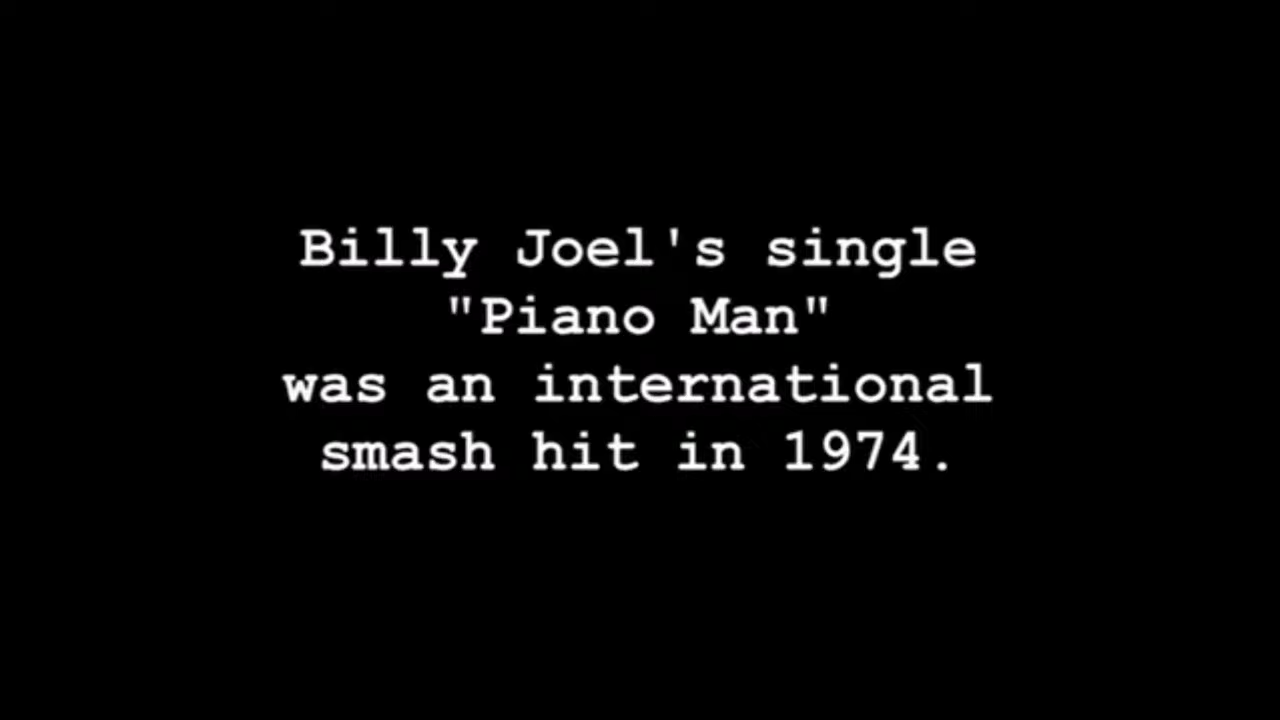 Billy Joel's single
"Piano Man"
was an international
smash hit in 1974.